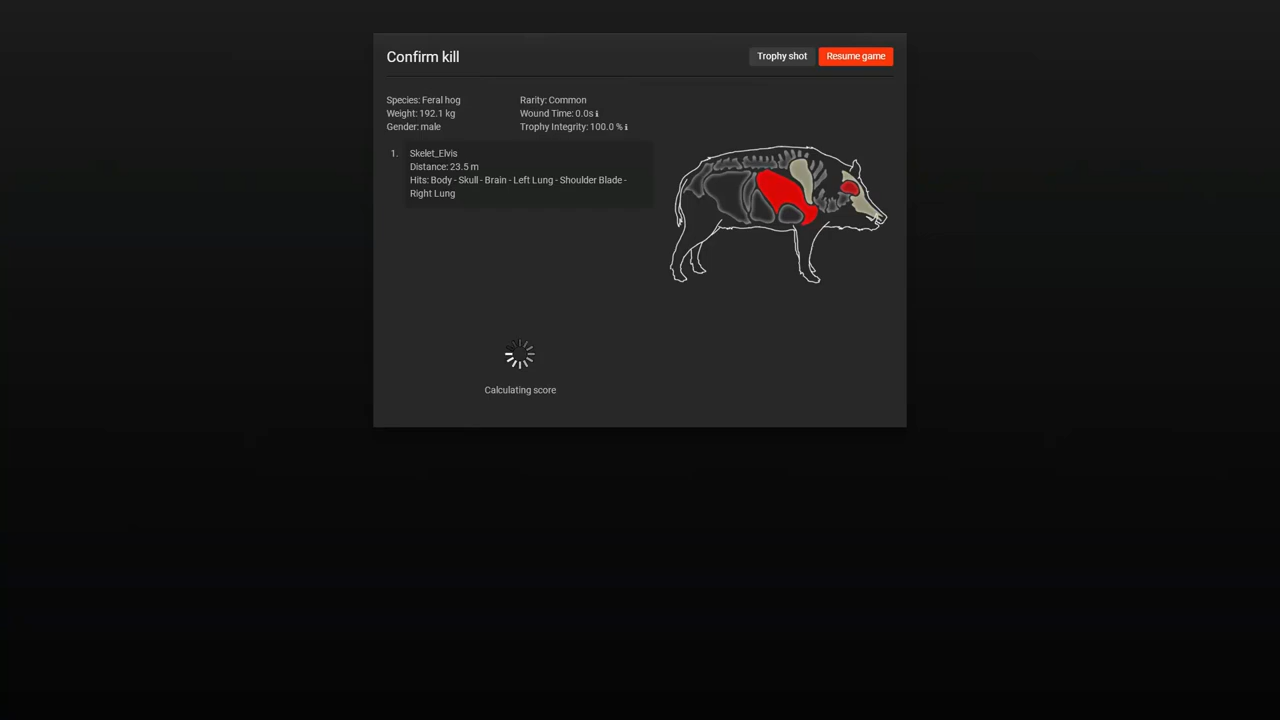 Confirm kill
Trophy shot
Resume game
Species: Feral hog
Rarity: Common
Weight: 192.1 kg
Wound Time: 0.0s ℹ
Gender: male
Trophy Integrity: 100.0 % ℹ
1. Skelet_Elvis
Distance: 23.5 m
Hits: Body - Skull - Brain - Left Lung - Shoulder Blade -
Right Lung
Calculating score